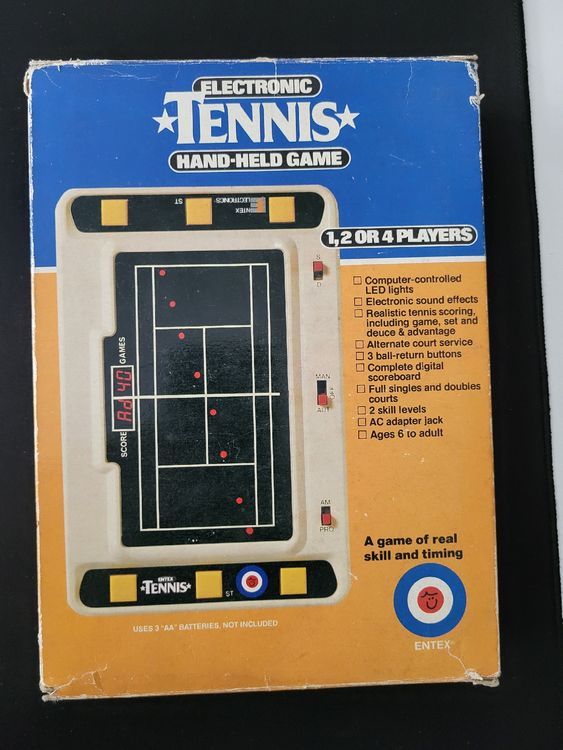 ELECTRONIC
TENNIS
HAND-HELD GAME
1, 2 OR 4 PLAYERS
ST
ELECTRONICS
ENTEX
S
D
Computer-controlled
LED lights
Electronic sound effects
Realistic tennis scoring,
including game, set and
deuce & advantage
Alternate court service
3 ball-return buttons
Complete digital
scoreboard
Full singles and doubles
courts
2 skill levels
AC adapter jack
Ages 6 to adult
SCORE
Ad 40
GAMES
MAN
AUT
AM
PRO
A game of real
skill and timing
ENTEX
TENNIS
ST
USES 3 "AA" BATTERIES, NOT INCLUDED
ENTEX